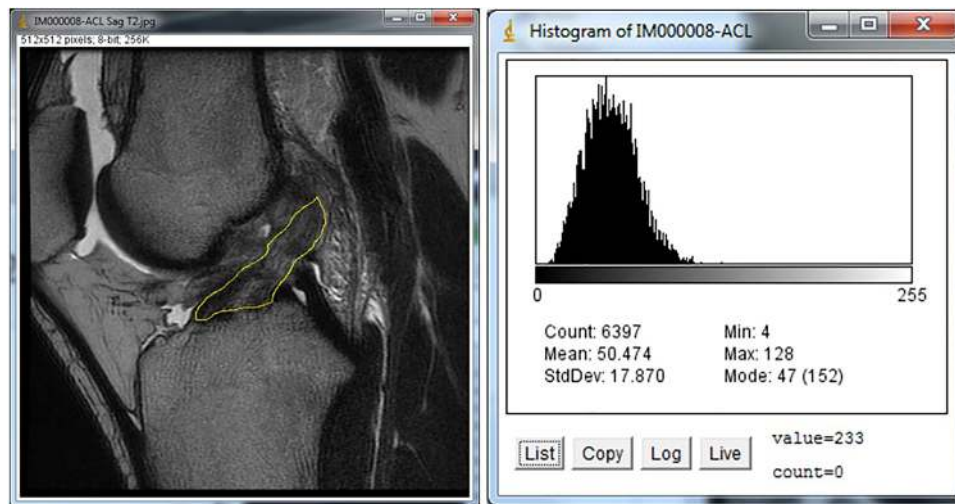 IM000008-ACL Sag T2.jpg
512x512 pixels; 8-bit; 256K
Histogram of IM000008-ACL
0
255
Count: 6397
Min: 4
Mean: 50.474
Max: 128
StdDev: 17.870
Mode: 47 (152)
List
Copy
Log
Live
value=233
count=0